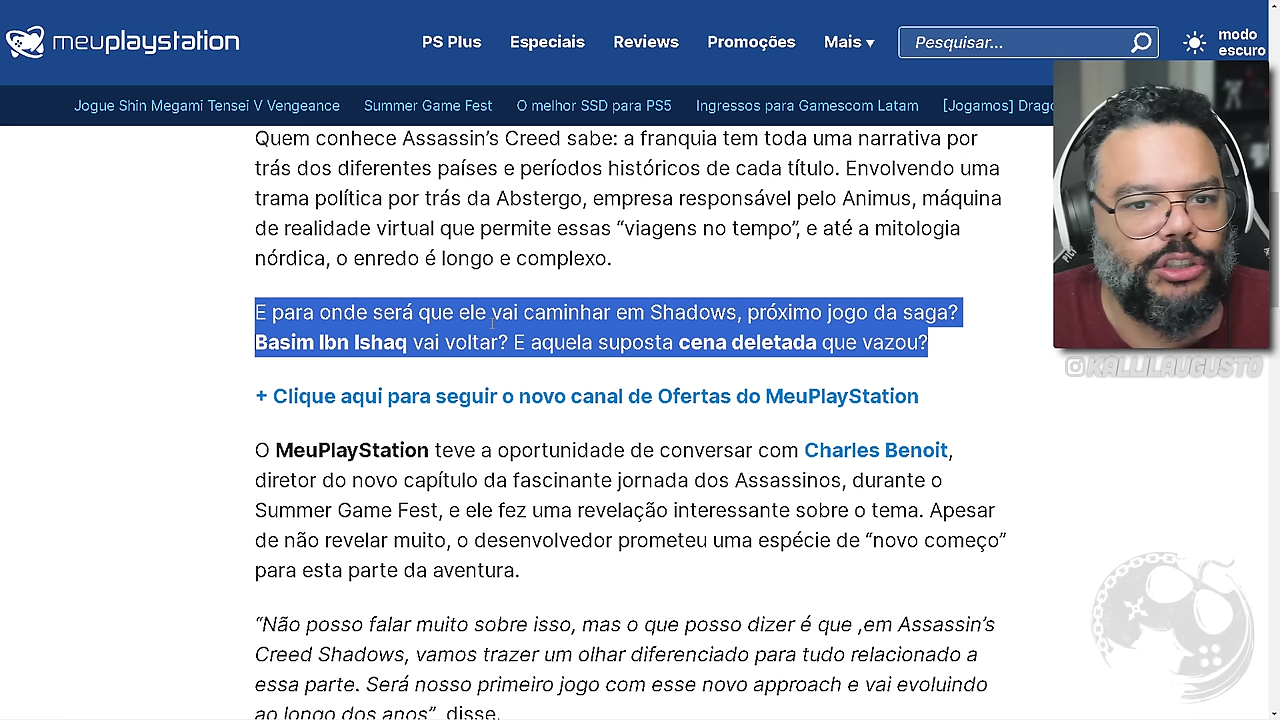 meuplaystation
PS Plus Especiais Reviews Promoções Mais ▾ Pesquisar... modo escuro
Jogue Shin Megami Tensei V Vengeance Summer Game Fest O melhor SSD para PS5 Ingressos para Gamescom Latam [Jogamos] Drago
Quem conhece Assassin’s Creed sabe: a franquia tem toda uma narrativa por
trás dos diferentes países e períodos históricos de cada título. Envolvendo uma
trama política por trás da Abstergo, empresa responsável pelo Animus, máquina
de realidade virtual que permite essas “viagens no tempo”, e até a mitologia
nórdica, o enredo é longo e complexo.
E para onde será que ele vai caminhar em Shadows, próximo jogo da saga?
Basim Ibn Ishaq vai voltar? E aquela suposta cena deletada que vazou?
@KALLILAUGUSTO
+ Clique aqui para seguir o novo canal de Ofertas do MeuPlayStation
O MeuPlayStation teve a oportunidade de conversar com Charles Benoit,
diretor do novo capítulo da fascinante jornada dos Assassinos, durante o
Summer Game Fest, e ele fez uma revelação interessante sobre o tema. Apesar
de não revelar muito, o desenvolvedor prometeu uma espécie de “novo começo”
para esta parte da aventura.
“Não posso falar muito sobre isso, mas o que posso dizer é que ,em Assassin’s
Creed Shadows, vamos trazer um olhar diferenciado para tudo relacionado a
essa parte. Será nosso primeiro jogo com esse novo approach e vai evoluindo
ao longo dos anos”, disse.